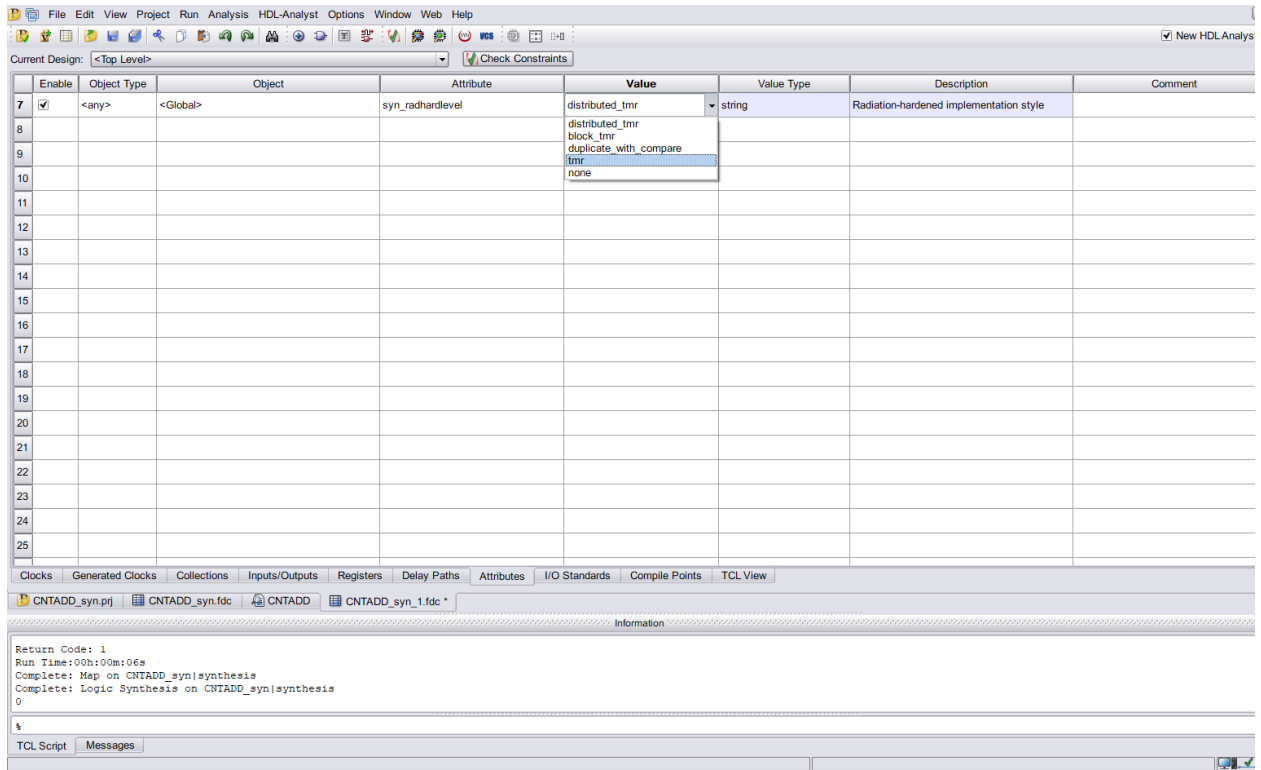 File Edit View Project Run Analysis HDL-Analyst Options Window Web Help
VCS New HDL Analys
Current Design: <Top Level> Check Constraints
Enable Object Type Object Attribute Value Value Type Description Comment
7 <any> <Global> syn_radhardlevel distributed_tmr string Radiation-hardened implementation style
distributed_tmr
8
block_tmr
duplicate_with_compare
9
tmr
none
10
11
12
13
14
15
16
17
18
19
20
21
22
23
24
25
Clocks Generated Clocks Collections Inputs/Outputs Registers Delay Paths Attributes I/O Standards Compile Points TCL View
CNTADD_syn.prj CNTADD_syn.fdc CNTADD CNTADD_syn_1.fdc *
Information
Return Code: 1
Run Time:00h:00m:06s
Complete: Map on CNTADD_syn|synthesis
Complete: Logic Synthesis on CNTADD_syn|synthesis
0
%
TCL Script Messages